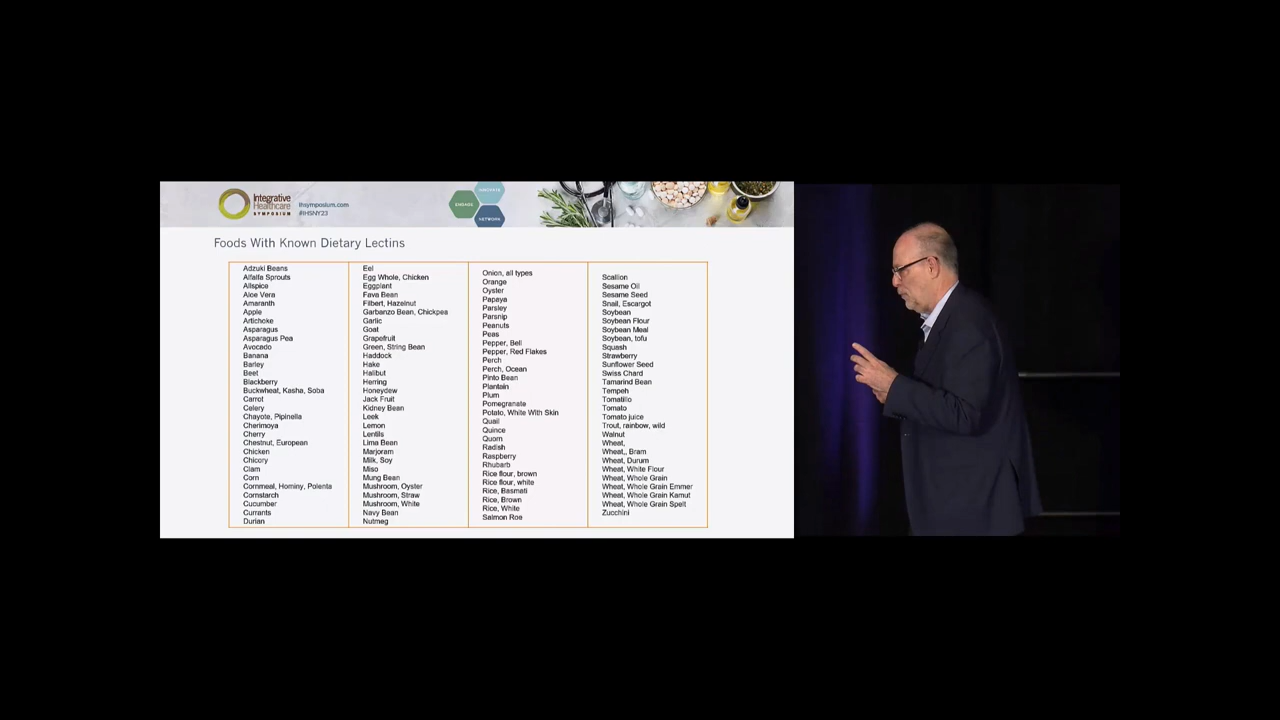 Integrative
Healthcare
SYMPOSIUM
ihsymposium.com
#IHSNY23
INNOVATE
ENGAGE
NETWORK
Foods With Known Dietary Lectins
Adzuki Beans
Alfalfa Sprouts
Allspice
Aloe Vera
Amaranth
Apple
Artichoke
Asparagus
Asparagus Pea
Avocado
Banana
Barley
Beet
Blackberry
Buckwheat, Kasha, Soba
Carrot
Celery
Chayote, Pipinella
Cherimoya
Cherry
Chestnut, European
Chicken
Chicory
Clam
Corn
Cornmeal, Hominy, Polenta
Cornstarch
Cucumber
Currants
Durian
Eel
Egg Whole, Chicken
Eggplant
Fava Bean
Filbert, Hazelnut
Garbanzo Bean, Chickpea
Garlic
Goat
Grapefruit
Green, String Bean
Haddock
Hake
Halibut
Herring
Honeydew
Jack Fruit
Kidney Bean
Leek
Lemon
Lentils
Lima Bean
Marjoram
Milk, Soy
Miso
Mung Bean
Mushroom, Oyster
Mushroom, Straw
Mushroom, White
Navy Bean
Nutmeg
Onion, all types
Orange
Oyster
Papaya
Parsley
Parsnip
Peanuts
Peas
Pepper, Bell
Pepper, Red Flakes
Perch
Perch, Ocean
Pinto Bean
Plantain
Plum
Pomegranate
Potato, White With Skin
Quail
Quince
Quorn
Radish
Raspberry
Rhubarb
Rice flour, brown
Rice flour, white
Rice, Basmati
Rice, Brown
Rice, White
Salmon Roe
Scallion
Sesame Oil
Sesame Seed
Snail, Escargot
Soybean
Soybean Flour
Soybean Meal
Soybean, tofu
Squash
Strawberry
Sunflower Seed
Swiss Chard
Tamarind Bean
Tempeh
Tomatillo
Tomato
Tomato juice
Trout, rainbow, wild
Walnut
Wheat,
Wheat,, Bram
Wheat, Durum
Wheat, White Flour
Wheat, Whole Grain
Wheat, Whole Grain Emmer
Wheat, Whole Grain Kamut
Wheat, Whole Grain Spelt
Zucchini